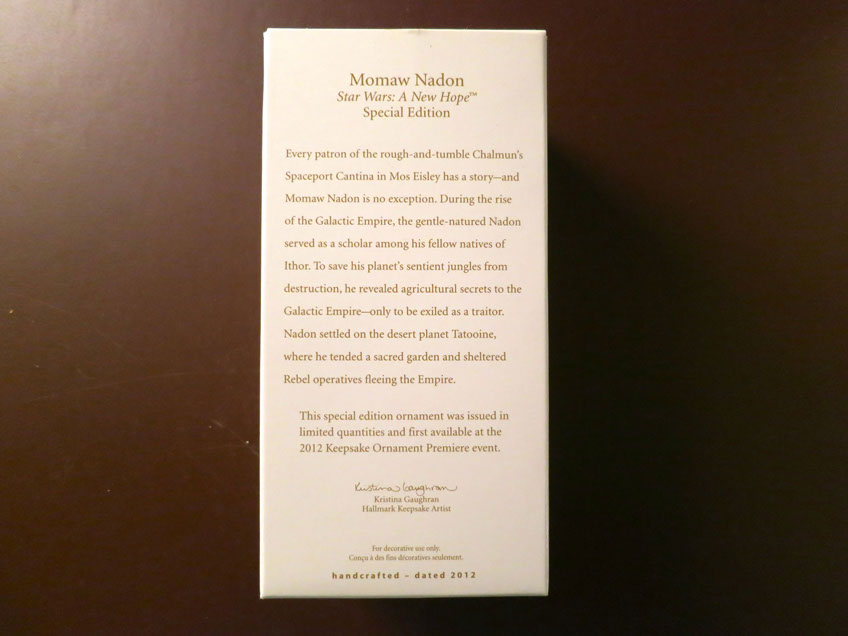 Momaw Nadon
Star Wars: A New Hope™
Special Edition
Every patron of the rough-and-tumble Chalmun's
Spaceport Cantina in Mos Eisley has a story—and
Momaw Nadon is no exception. During the rise
of the Galactic Empire, the gentle-natured Nadon
served as a scholar among his fellow natives of
Ithor. To save his planet's sentient jungles from
destruction, he revealed agricultural secrets to the
Galactic Empire—only to be exiled as a traitor.
Nadon settled on the desert planet Tatooine,
where he tended a sacred garden and sheltered
Rebel operatives fleeing the Empire.
This special edition ornament was issued in
limited quantities and first available at the
2012 Keepsake Ornament Premiere event.
Kristina Gaughran
Kristina Gaughran
Hallmark Keepsake Artist
For decorative use only.
Conçu à des fins décoratives seulement.
handcrafted – dated 2012